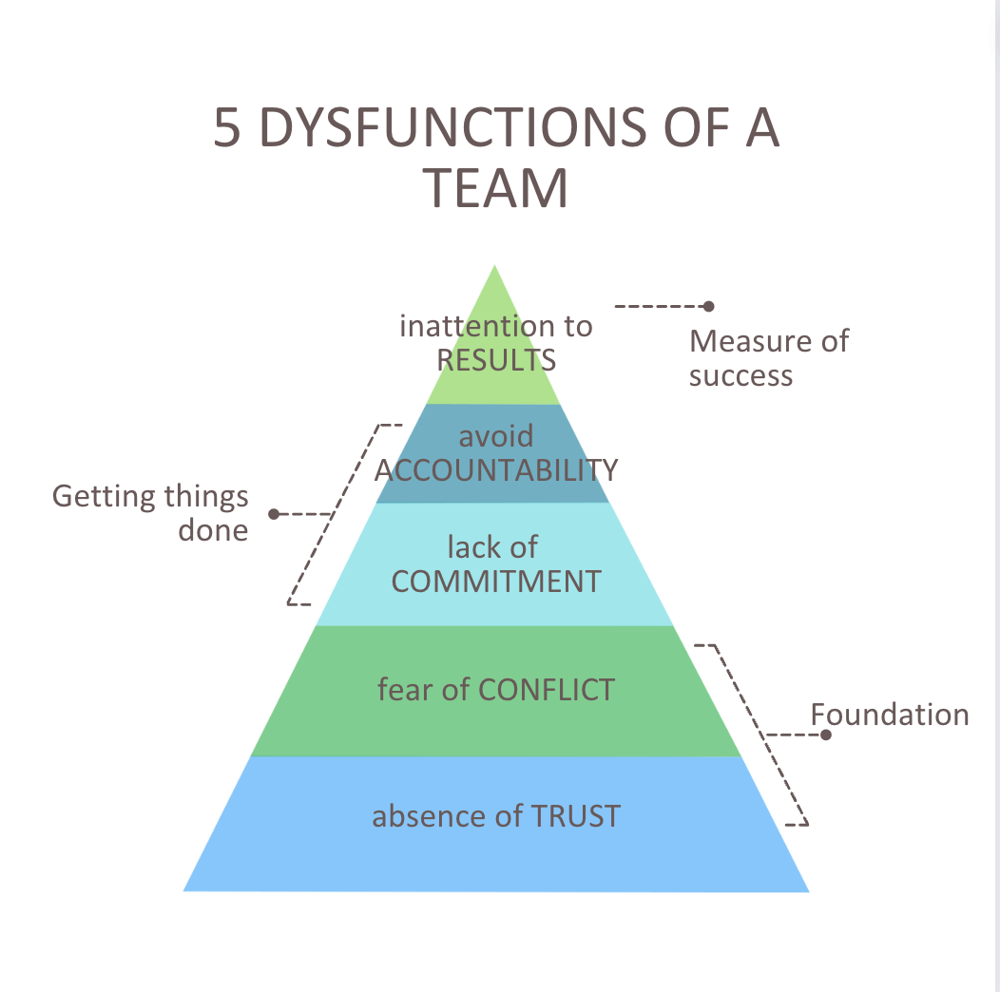 5 DYSFUNCTIONS OF A
TEAM
inattention to
RESULTS
Measure of
success
avoid
ACCOUNTABILITY
Getting things
done
lack of
COMMITMENT
fear of CONFLICT
Foundation
absence of TRUST